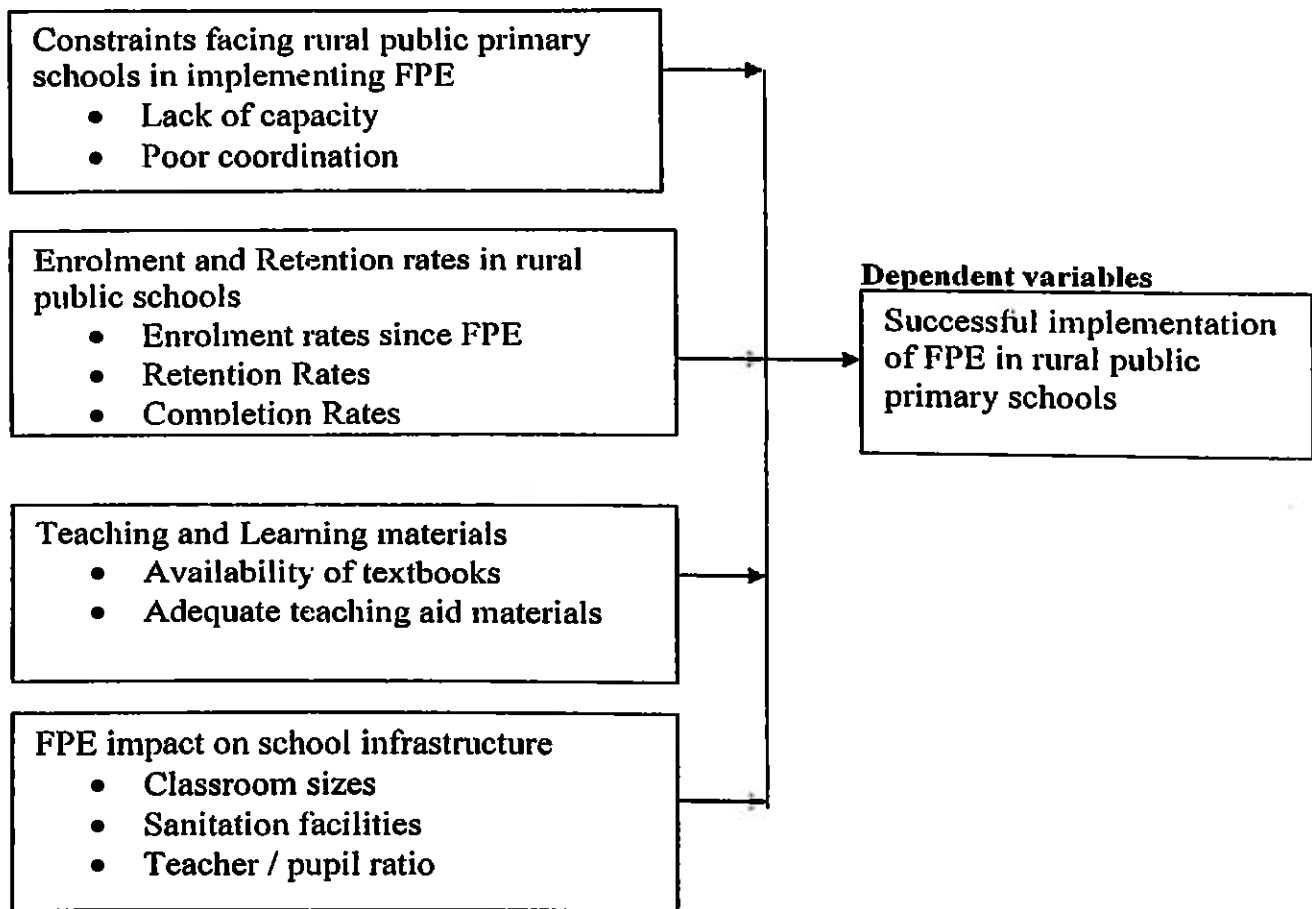 Constraints facing rural public primary
schools in implementing FPE
• Lack of capacity
• Poor coordination
Enrolment and Retention rates in rural
public schools
• Enrolment rates since FPE
• Retention Rates
• Completion Rates
Teaching and Learning materials
• Availability of textbooks
• Adequate teaching aid materials
FPE impact on school infrastructure
• Classroom sizes
• Sanitation facilities
• Teacher / pupil ratio
Dependent variables
Successful implementation
of FPE in rural public
primary schools